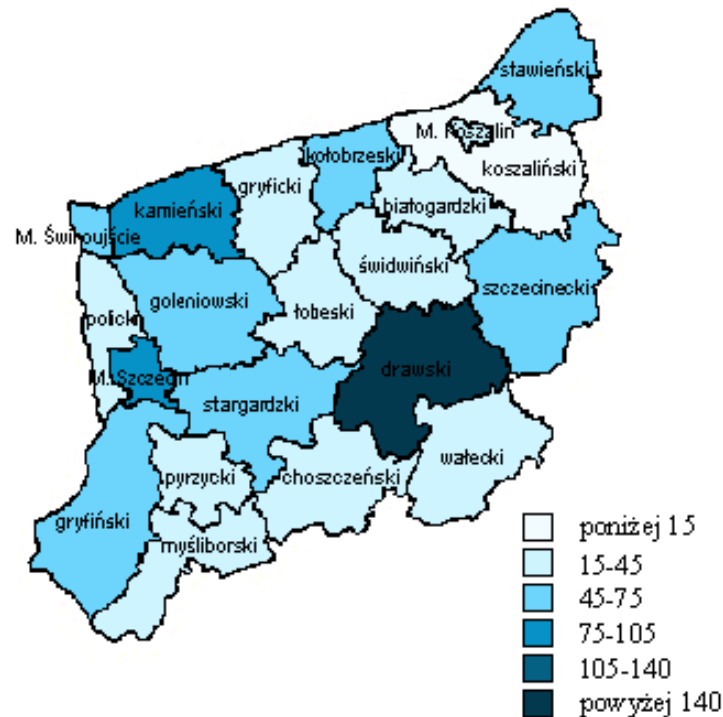 stawieński
M. Koszalin
kołobrzeski
koszaliński
gryficki
białogardzki
kamieński
M. Świnoujście
świdwiński
szczecinecki
goleniowski
łobeski
policki
drawski
M. Szczecin
stargardzki
wałecki
pyrzycki
choszczeński
gryfiński
myśliborski
poniżej 15
15-45
45-75
75-105
105-140
powyżej 140